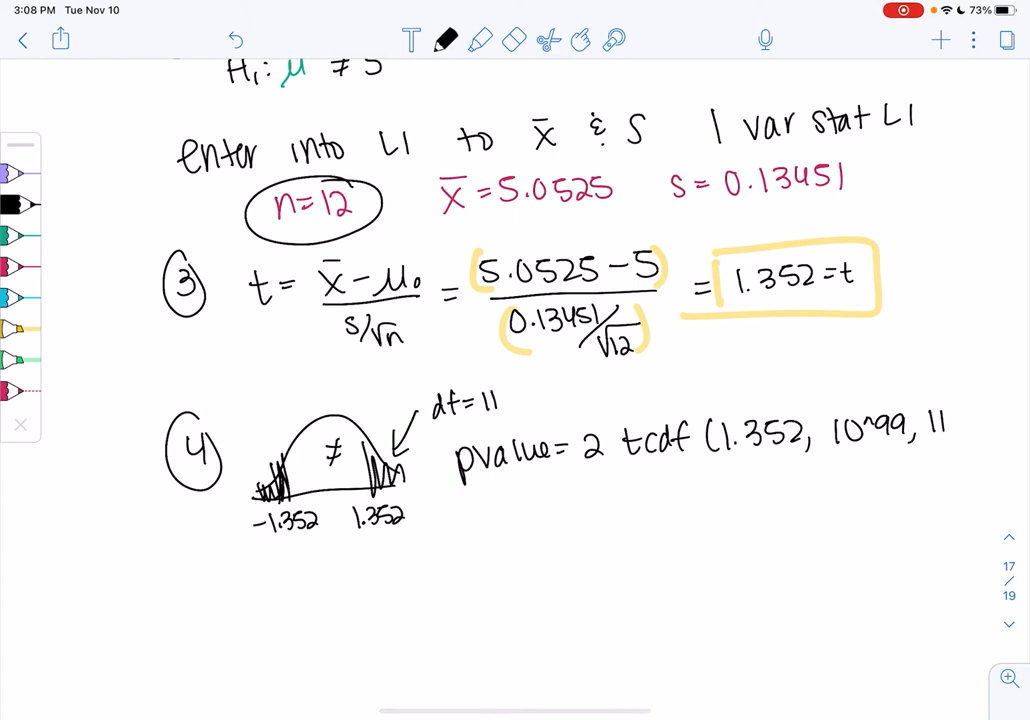 3:08 PM Tue Nov 10
73%
H₁: μ ≠ 5
enter into L1 to x̄ & S 1 var stat L1
n=12 x̄ = 5.0525 s = 0.13451
③ t = (x̄ - μ₀)/(s/√n) = (5.0525 - 5)/(0.13451/√12) = 1.352 = t
df = 11
④ ≠ pvalue = 2 tcdf (1.352, 10^99, 11
-1.352 1.352
17
/
19